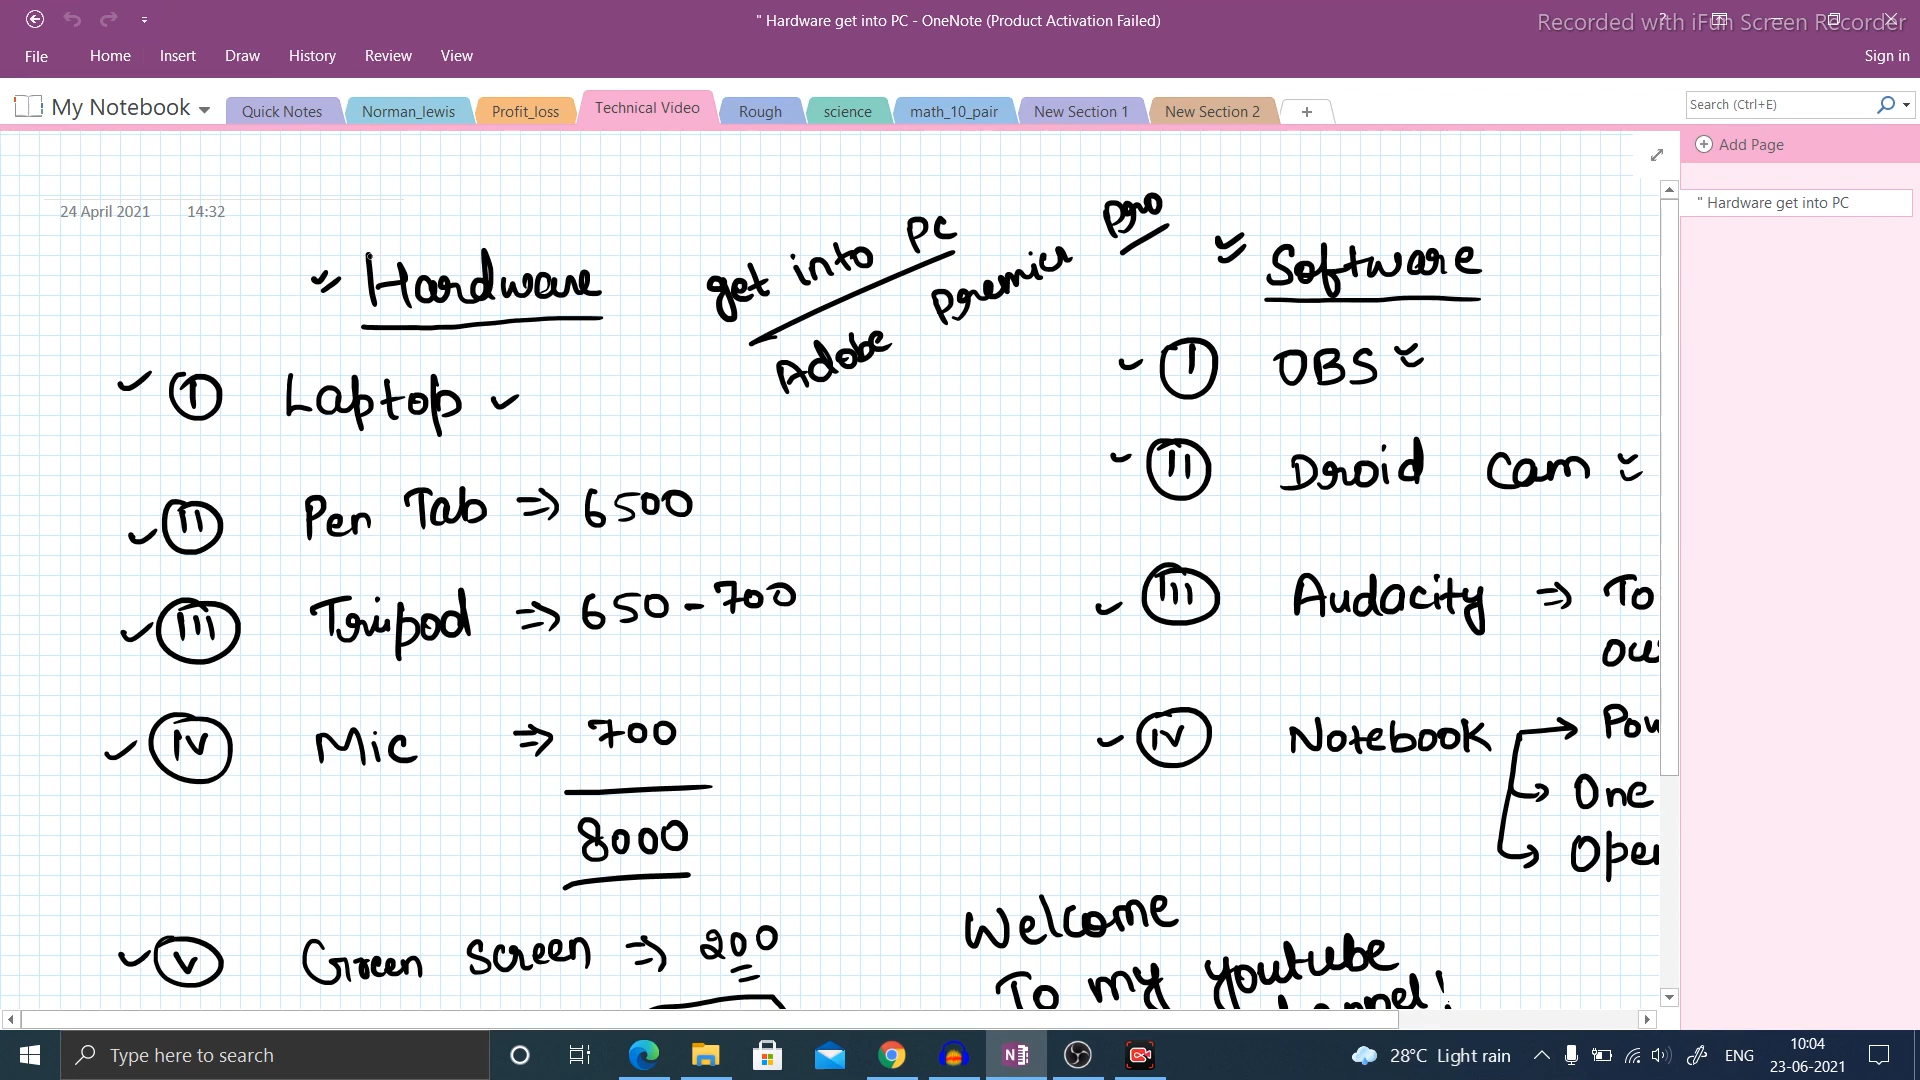 " Hardware get into PC - OneNote (Product Activation Failed)
Recorded with iFun Screen Recorder
File Home Insert Draw History Review View
Sign in
My Notebook
Quick Notes Norman_lewis Profit_loss Technical Video Rough science math_10_pair New Section 1 New Section 2 +
Search (Ctrl+E)
Add Page
" Hardware get into PC
24 April 2021 14:32
" Hardware
get into PC
Adobe Premier Pro
Software
I Laptop
II Pen Tab ⇒ 6500
III Tripod ⇒ 650 - 700
IV Mic ⇒ 700
8000
V Green Screen ⇒ 200
I OBS
II Droid Cam
III Audacity ⇒ To
IV Notebook
→ One
Welcome
To my youtube
Type here to search
28°C Light rain
ENG
10:04
23-06-2021